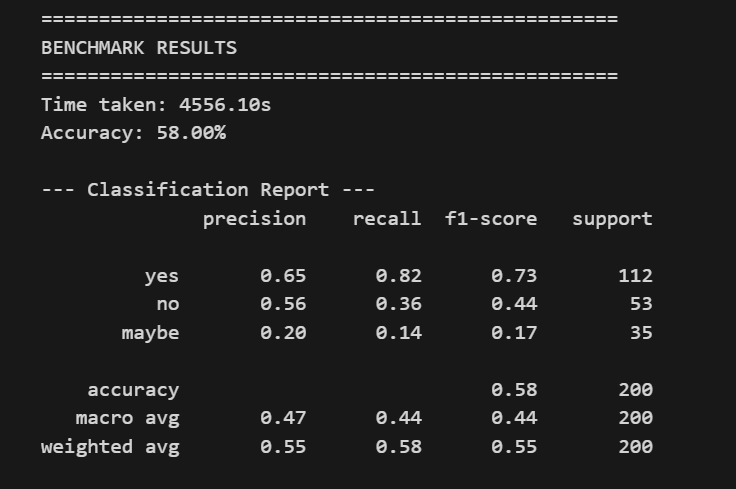 ==================================================
BENCHMARK RESULTS
==================================================
Time taken: 4556.10s
Accuracy: 58.00%
--- Classification Report ---
precision recall f1-score support
yes 0.65 0.82 0.73 112
no 0.56 0.36 0.44 53
maybe 0.20 0.14 0.17 35
accuracy 0.58 200
macro avg 0.47 0.44 0.44 200
weighted avg 0.55 0.58 0.55 200